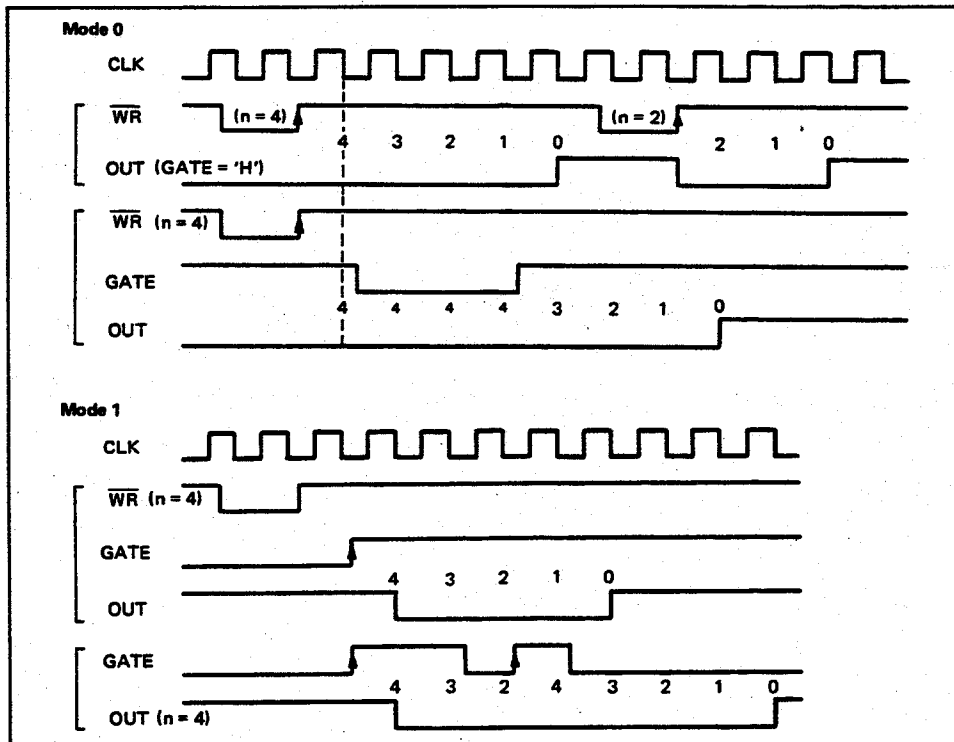 Mode 0
CLK
WR (n = 4) (n = 2)
4 3 2 1 0 2 1 0
OUT (GATE = 'H')
WR (n = 4)
GATE
4 4 4 4 3 2 1 0
OUT
Mode 1
CLK
WR (n = 4)
GATE
4 3 2 1 0
OUT
GATE
4 3 2 4 3 2 1 0
OUT (n = 4)